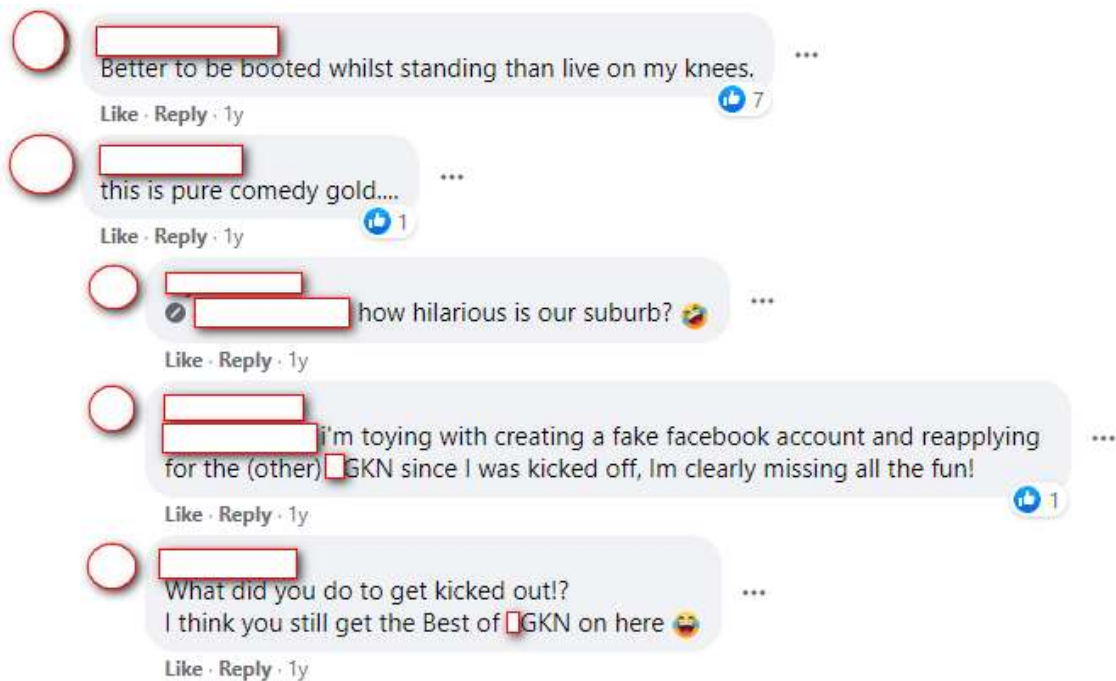 Better to be booted whilst standing than live on my knees.
7
Like · Reply · 1y
this is pure comedy gold....
1
Like · Reply · 1y
how hilarious is our suburb? 🤣
Like · Reply · 1y
i'm toying with creating a fake facebook account and reapplying
for the (other) GKN since I was kicked off, Im clearly missing all the fun!
1
Like · Reply · 1y
What did you do to get kicked out!?
I think you still get the Best of GKN on here 😄
Like · Reply · 1y